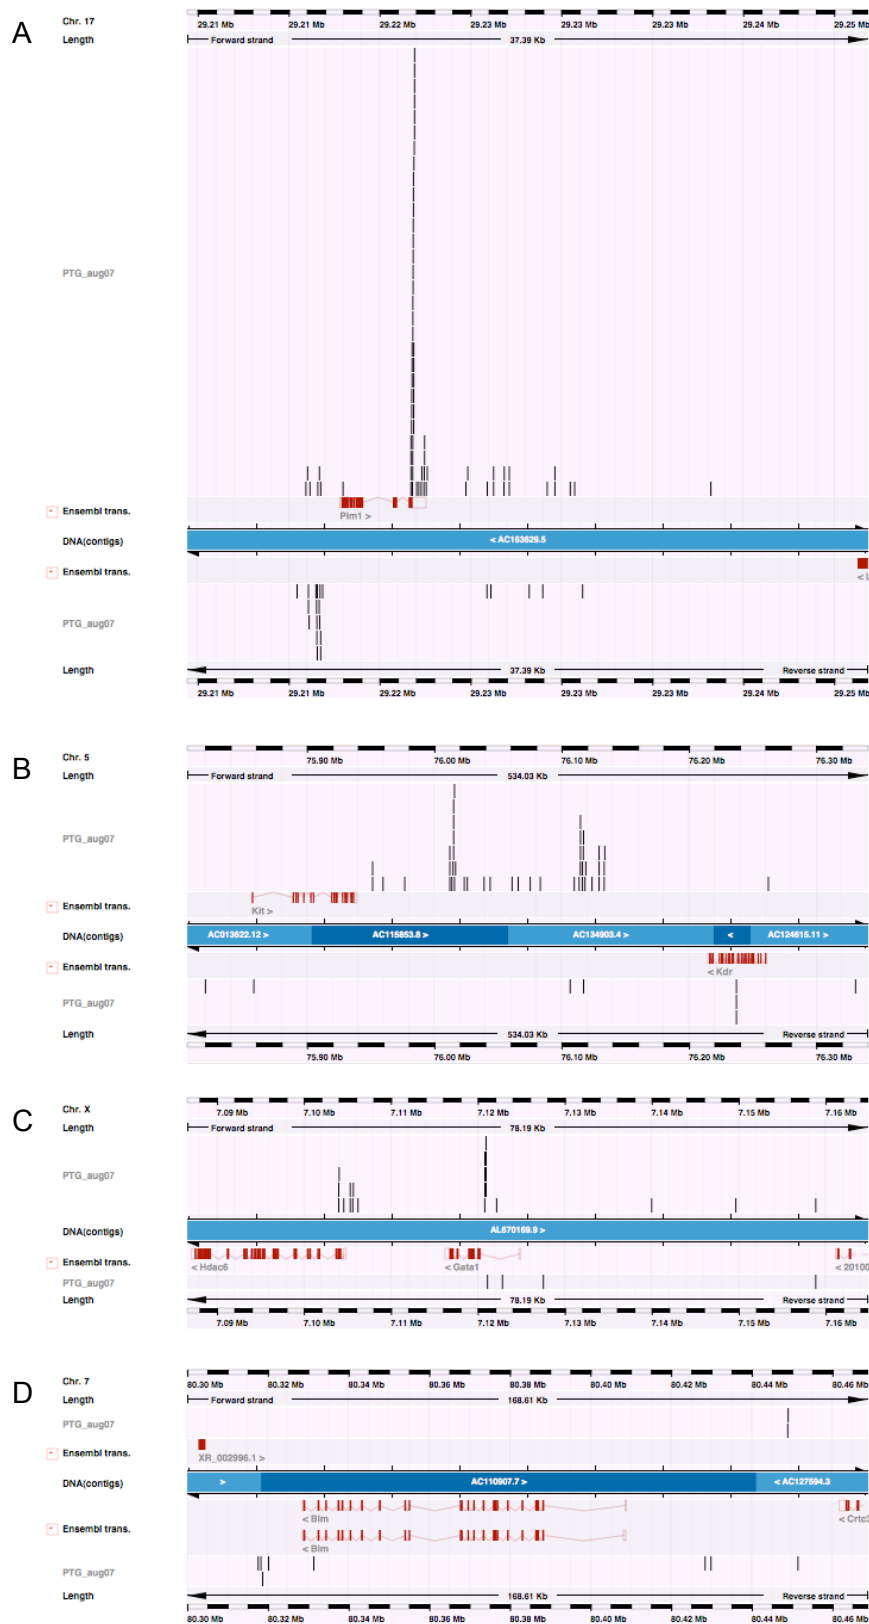 A
Chr. 17
29.21 Mb 29.21 Mb 29.22 Mb 29.23 Mb 29.23 Mb 29.23 Mb 29.24 Mb 29.25 Mb
Length Forward strand 37.39 Kb
PTG_aug07
Ensembl trans.
Pim1 >
DNA(contigs) < AC163629.5
Ensembl trans.
< L
PTG_aug07
Length 37.39 Kb Reverse strand
29.21 Mb 29.21 Mb 29.22 Mb 29.23 Mb 29.23 Mb 29.23 Mb 29.24 Mb 29.25 Mb
B
Chr. 5
75.90 Mb 76.00 Mb 76.10 Mb 76.20 Mb 76.30 Mb
Length Forward strand 534.03 Kb
PTG_aug07
Ensembl trans.
Kit >
DNA(contigs) AC013622.12 > AC115853.8 > AC134903.4 > < AC124615.11 >
Ensembl trans.
< Kdr
PTG_aug07
Length 534.03 Kb Reverse strand
75.90 Mb 76.00 Mb 76.10 Mb 76.20 Mb 76.30 Mb
C
Chr. X
7.09 Mb 7.10 Mb 7.11 Mb 7.12 Mb 7.13 Mb 7.14 Mb 7.15 Mb 7.16 Mb
Length Forward strand 78.19 Kb
PTG_aug07
DNA(contigs) AL670169.9 >
Ensembl trans.
< Hdac6 < Gata1 < 20100
PTG_aug07
Length 78.19 Kb Reverse strand
7.09 Mb 7.10 Mb 7.11 Mb 7.12 Mb 7.13 Mb 7.14 Mb 7.15 Mb 7.16 Mb
D
Chr. 7
80.30 Mb 80.32 Mb 80.34 Mb 80.36 Mb 80.38 Mb 80.40 Mb 80.42 Mb 80.44 Mb 80.46 Mb
Length Forward strand 168.61 Kb
PTG_aug07
Ensembl trans.
XR_002996.1 >
DNA(contigs) > AC110907.7 > < AC127594.3
< Blm < Crtc3
Ensembl trans.
< Blm
PTG_aug07
Length 168.61 Kb Reverse strand
80.30 Mb 80.32 Mb 80.34 Mb 80.36 Mb 80.38 Mb 80.40 Mb 80.42 Mb 80.44 Mb 80.46 Mb